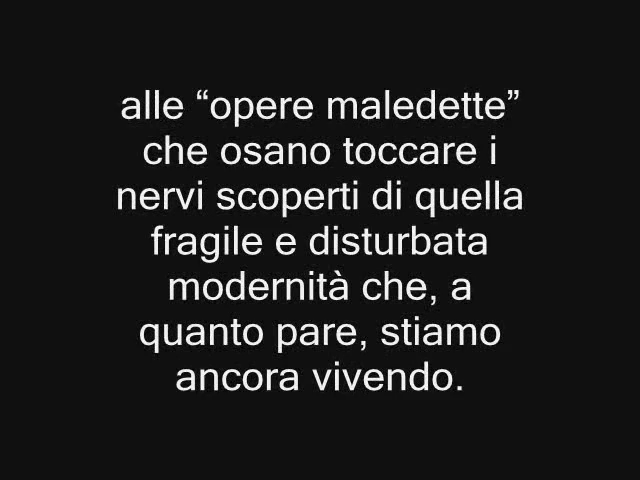 alle “opere maledette”
che osano toccare i
nervi scoperti di quella
fragile e disturbata
modernità che, a
quanto pare, stiamo
ancora vivendo.